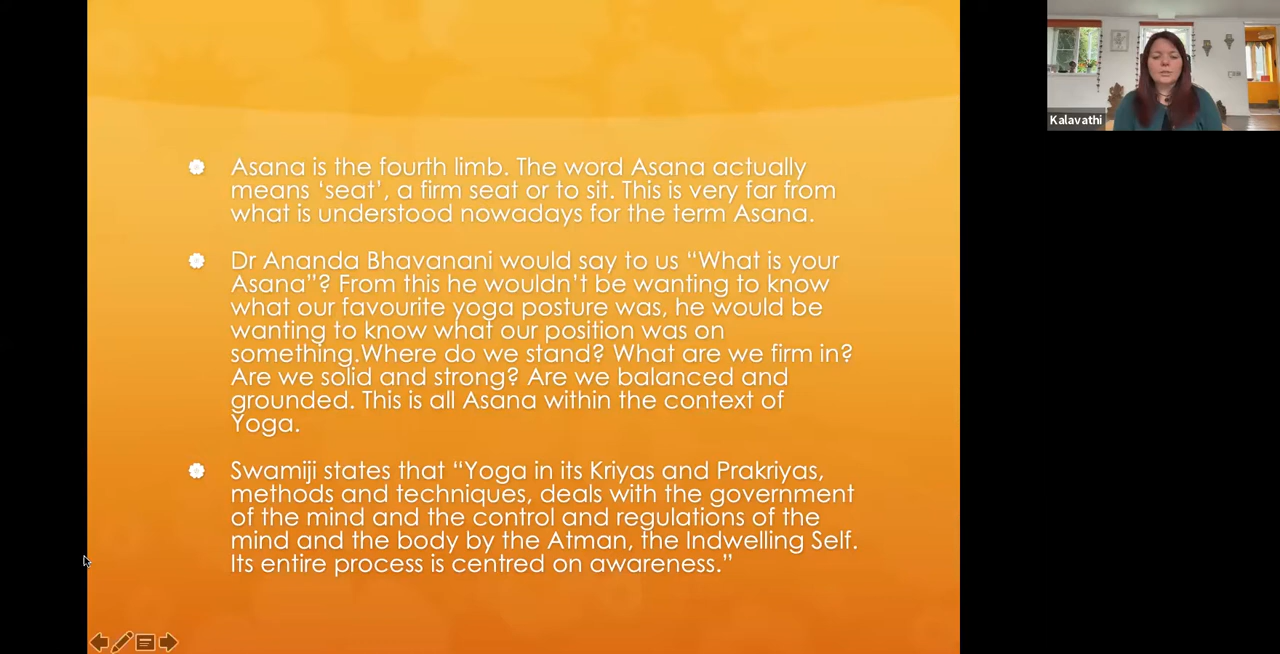 Asana is the fourth limb. The word Asana actually
means ‘seat’, a firm seat or to sit. This is very far from
what is understood nowadays for the term Asana.
Dr Ananda Bhavanani would say to us “What is your
Asana”? From this he wouldn’t be wanting to know
what our favourite yoga posture was, he would be
wanting to know what our position was on
something.Where do we stand? What are we firm in?
Are we solid and strong? Are we balanced and
grounded. This is all Asana within the context of
Yoga.
Swamiji states that “Yoga in its Kriyas and Prakriyas,
methods and techniques, deals with the government
of the mind and the control and regulations of the
mind and the body by the Atman, the Indwelling Self.
Its entire process is centred on awareness.”
Kalavathi